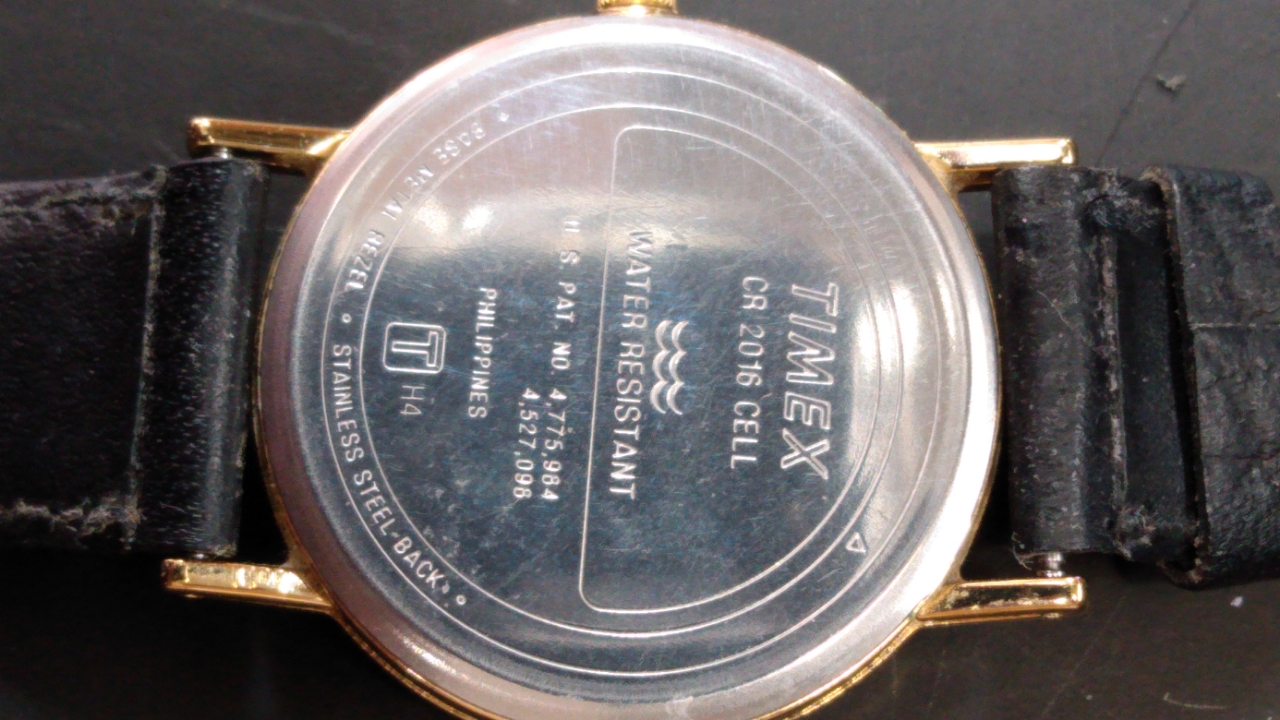 TIMEX
CR 2016 CELL
WATER RESISTANT
U.S. PAT. NO 4,775,964
4,527,096
PHILIPPINES
T H4
BASE METAL BEZEL
STAINLESS STEEL-BACK